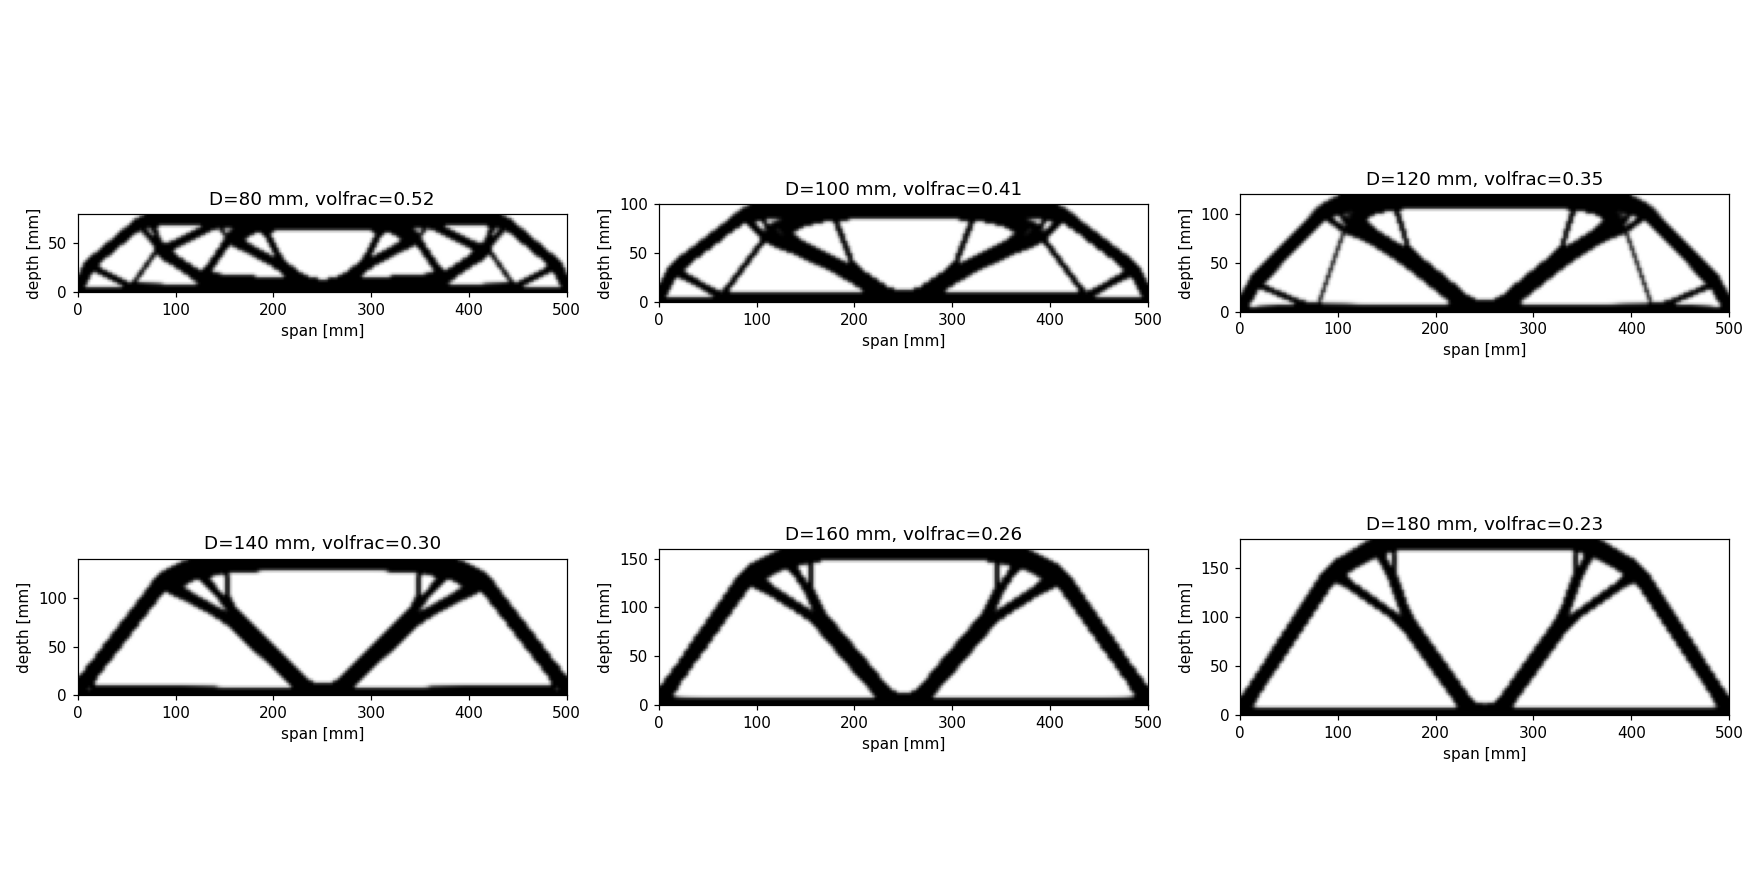 D=80 mm, volfrac=0.52
depth [mm]
50
0
0 100 200 300 400 500
span [mm]
D=100 mm, volfrac=0.41
depth [mm]
100
50
0
0 100 200 300 400 500
span [mm]
D=120 mm, volfrac=0.35
depth [mm]
100
50
0
0 100 200 300 400 500
span [mm]
D=140 mm, volfrac=0.30
depth [mm]
100
50
0
0 100 200 300 400 500
span [mm]
D=160 mm, volfrac=0.26
depth [mm]
150
100
50
0
0 100 200 300 400 500
span [mm]
D=180 mm, volfrac=0.23
depth [mm]
150
100
50
0
0 100 200 300 400 500
span [mm]